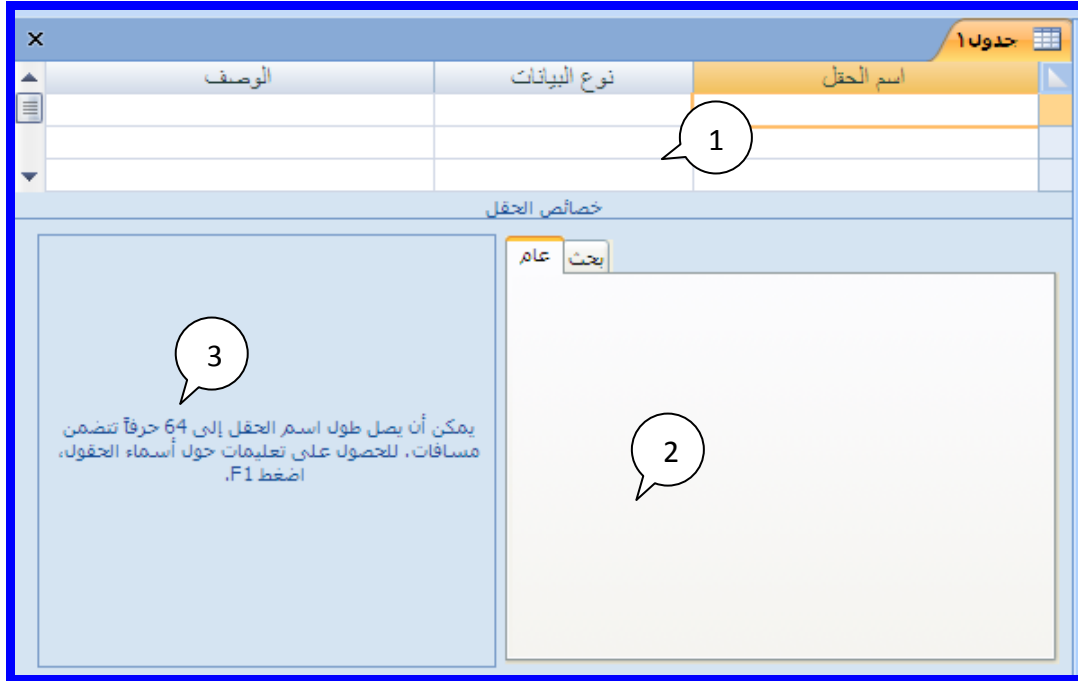 جدول١
اسم الحقل
نوع البيانات
الوصف
1
خصائص الحقل
بحث
عام
2
3
يمكن أن يصل طول اسم الحقل إلى 64 حرفاً تتضمن
مسافات. للحصول على تعليمات حول أسماء الحقول،
اضغط F1.